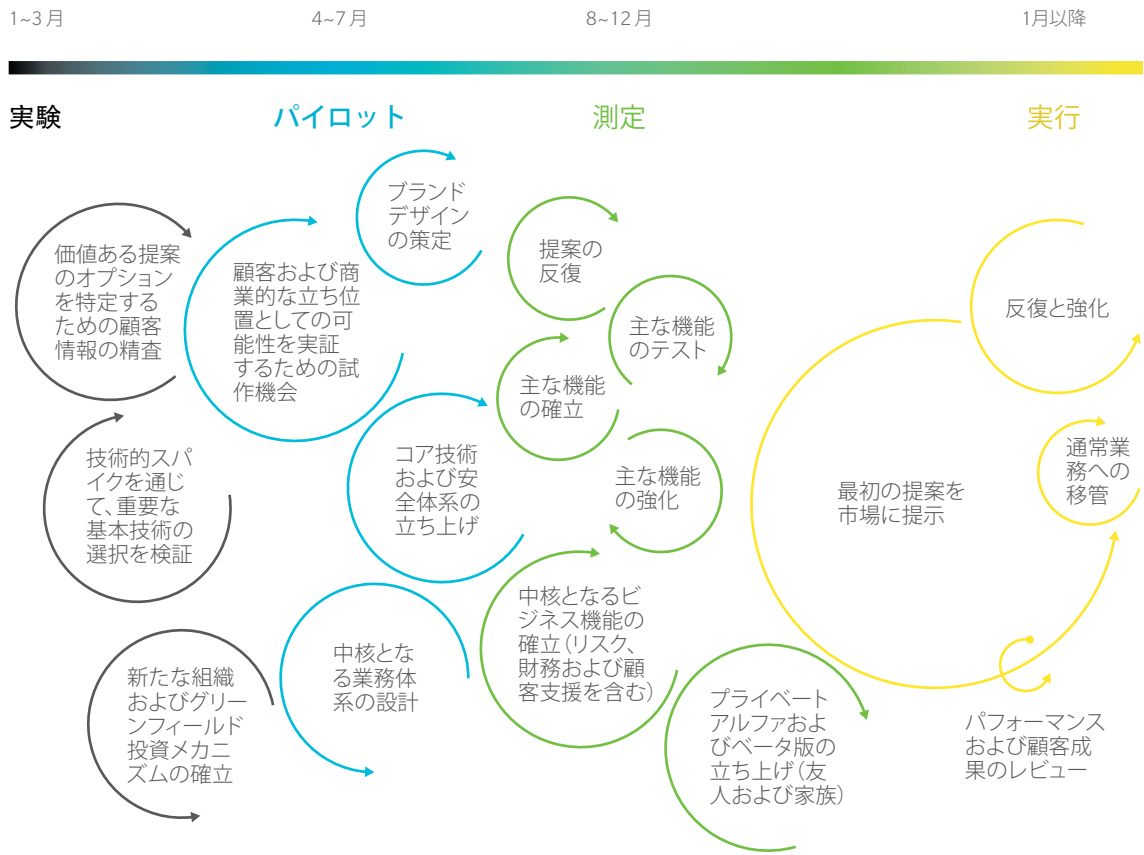 1~3月
4~7月
8~12月
1月以降
実験
パイロット
測定
実行
価値ある提案
のオプション
を特定する
ための顧客
情報の精査
技術的スパ
イクを通じ
て、重要な
基本技術の
選択を検証
新たな組織
およびグリー
ンフィールド
投資メカニ
ズムの確立
ブランド
デザイン
の策定
顧客および商
業的な立ち位
置としての可
能性を実証
するための試
作機会
コア技術
および安
全体系の
立ち上げ
中核とな
る業務体
系の設計
提案の
反復
主な機能
のテスト
主な機能
の確立
主な機能
の強化
中核となるビ
ジネス機能の
確立(リスク、
財務および顧
客支援を含む)
プライベート
アルファおよ
びベータ版の
立ち上げ(友
人および家族)
反復と強化
最初の提案を
市場に提示
通常業
務への
移管
パフォーマンス
および顧客成
果のレビュー